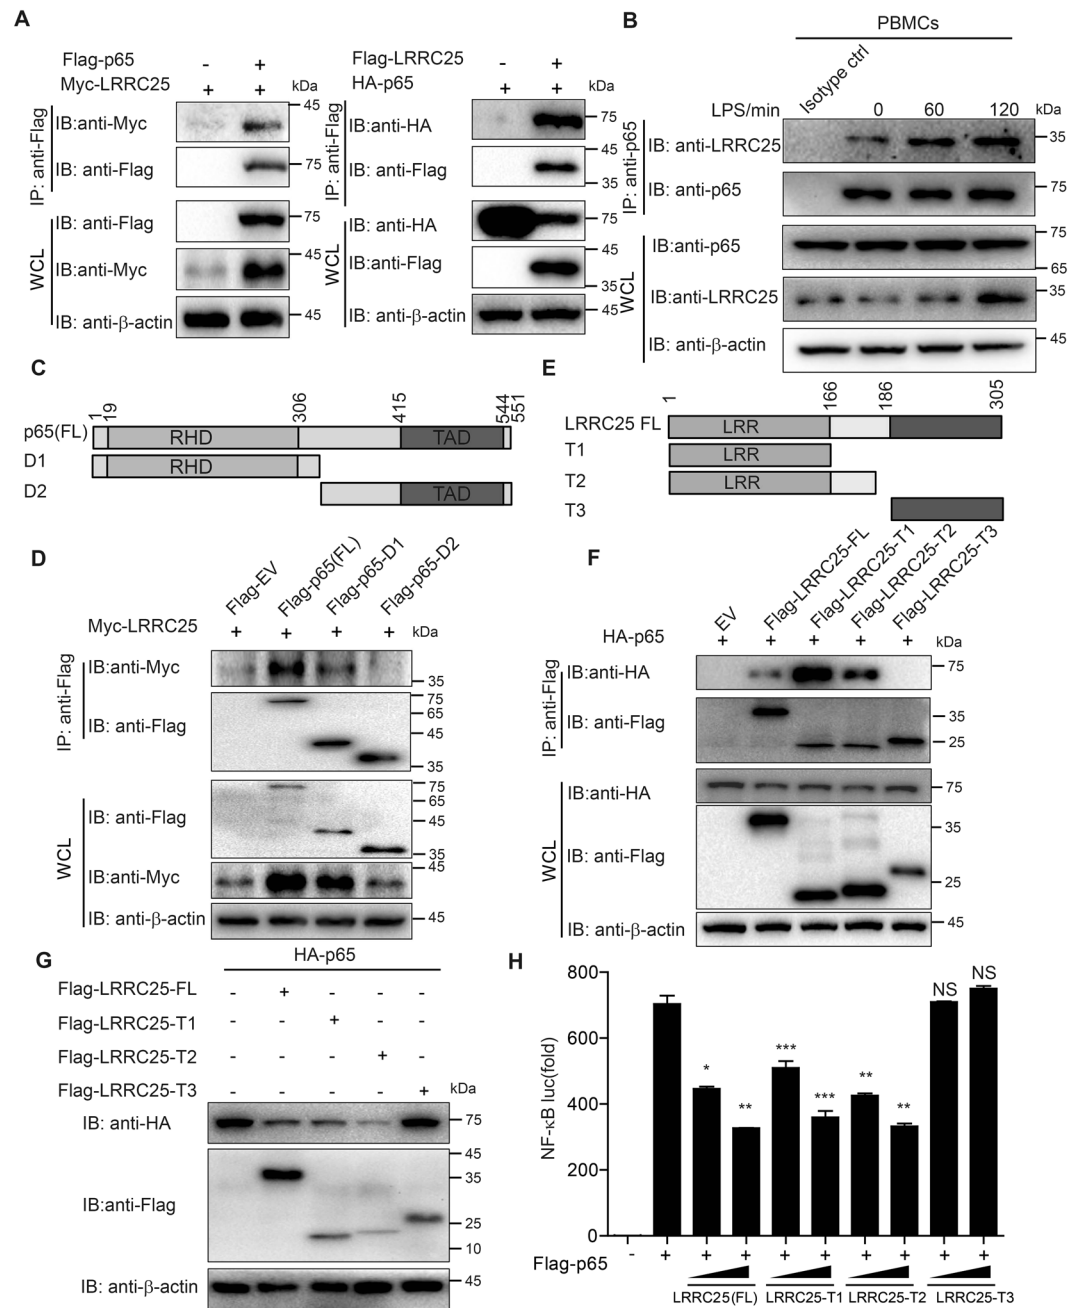 A
Flag-p65 - +
Myc-LRRC25 + + kDa
IP: anti-Flag
IB:anti-Myc 45
IB: anti-Flag 75
WCL
IB: anti-Flag 75
IB:anti-Myc 45
IB: anti-β-actin 45
Flag-LRRC25 - +
HA-p65 + + kDa
IP: anti-Flag
IB:anti-HA 75
IB: anti-Flag 45 35
WCL
IB: anti-HA 75
IB:anti-Flag 45 35
IB: anti-β-actin 45
B
PBMCs
Isotype ctrl
LPS/min 0 60 120 kDa
IP: anti-p65
IB: anti-LRRC25 35
IB: anti-p65 75
WCL
IB:anti-p65 75 65
IB:anti-LRRC25 35
IB: anti-β-actin 45
C
1 19 306 415 544 551
p65(FL) RHD TAD
D1 RHD
D2 TAD
E
1 166 186 305
LRRC25 FL LRR
T1 LRR
T2 LRR
T3
D
Flag-EV Flag-p65(FL) Flag-p65-D1 Flag-p65-D2
Myc-LRRC25 + + + + kDa
IP: anti-Flag
IB:anti-Myc 35
IB: anti-Flag 75 65 45 35
WCL
IB: anti-Flag 75 65 45 35
IB:anti-Myc 45
IB: anti-β-actin 45
F
EV Flag-LRRC25-FL Flag-LRRC25-T1 Flag-LRRC25-T2 Flag-LRRC25-T3
HA-p65 + + + + + kDa
IP: anti-Flag
IB:anti-HA 75
IB: anti-Flag 35 25
WCL
IB:anti-HA 75
IB: anti-Flag 35 25
IB: anti-β-actin 45
G
HA-p65
Flag-LRRC25-FL - + - - -
Flag-LRRC25-T1 - - + - -
Flag-LRRC25-T2 - - - + -
Flag-LRRC25-T3 - - - - + kDa
IB: anti-HA 75
IB:anti-Flag 45 35 25 10
IB: anti-β-actin 45
H
NF-κB luc(fold)
800
600
400
200
0
* ** *** *** ** ** NS NS
Flag-p65 - + + + + + + + + +
LRRC25(FL) LRRC25-T1 LRRC25-T2 LRRC25-T3